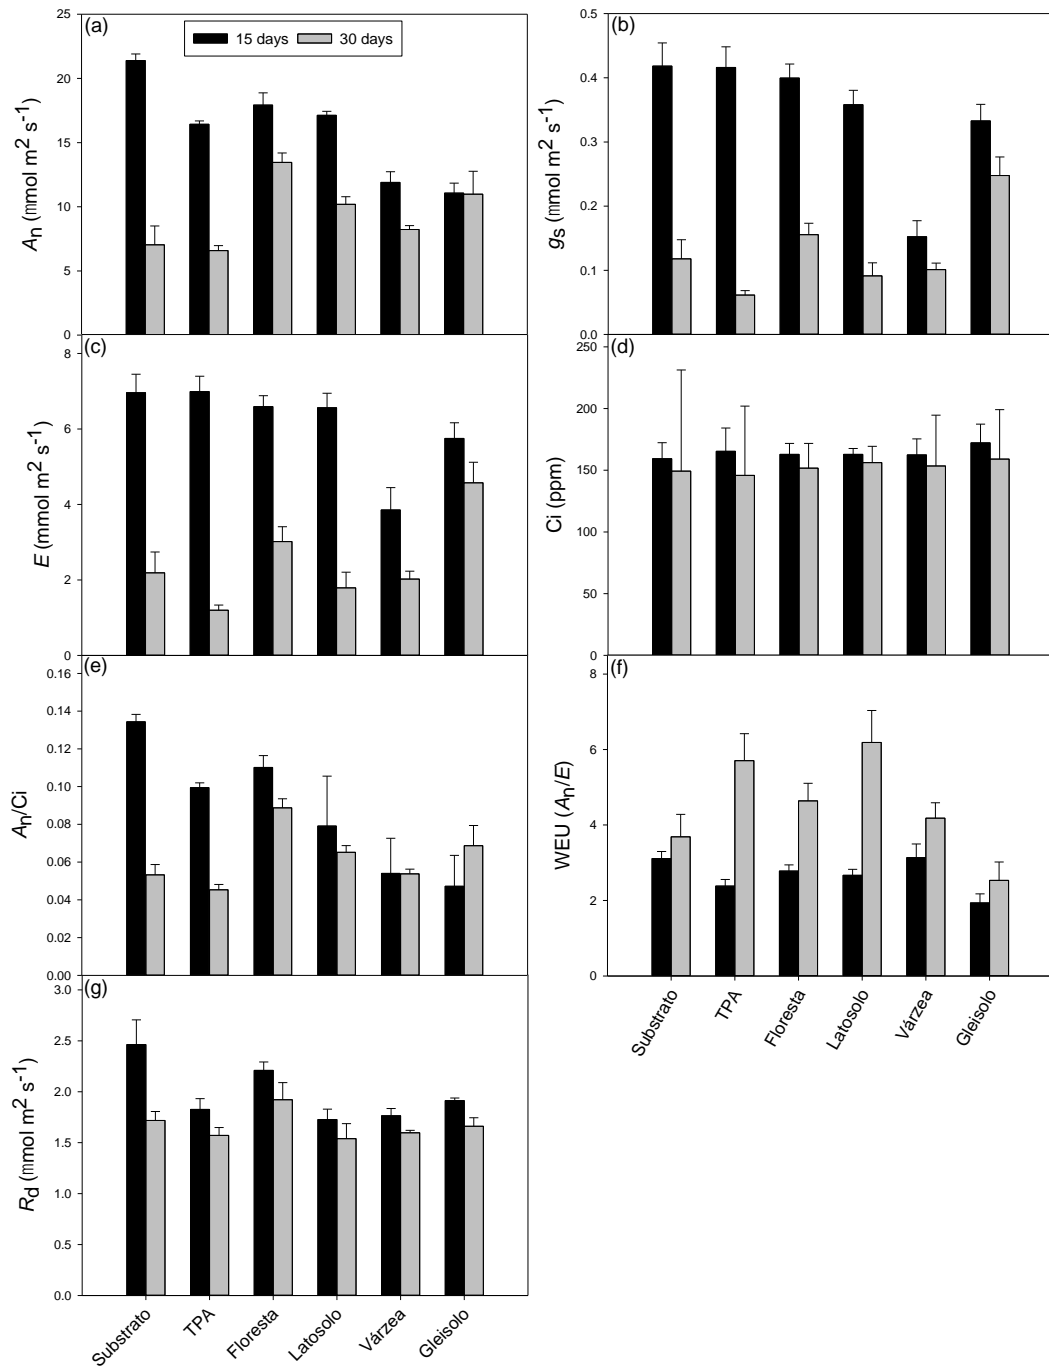 (a)
15 days
30 days
25
20
15
10
5
0
An (mmol m2 s-1)
(b)
0.5
0.4
0.3
0.2
0.1
0.0
gs (mmol m2 s-1)
(c)
8
6
4
2
0
E (mmol m2 s-1)
(d)
250
200
150
100
50
0
Ci (ppm)
(e)
0.16
0.14
0.12
0.10
0.08
0.06
0.04
0.02
0.00
An/Ci
(f)
8
6
4
2
0
WEU (An/E)
Substrato
TPA
Floresta
Latosolo
Várzea
Gleisolo
(g)
3.0
2.5
2.0
1.5
1.0
0.5
0.0
Rd (mmol m2 s-1)
Substrato
TPA
Floresta
Latosolo
Várzea
Gleisolo